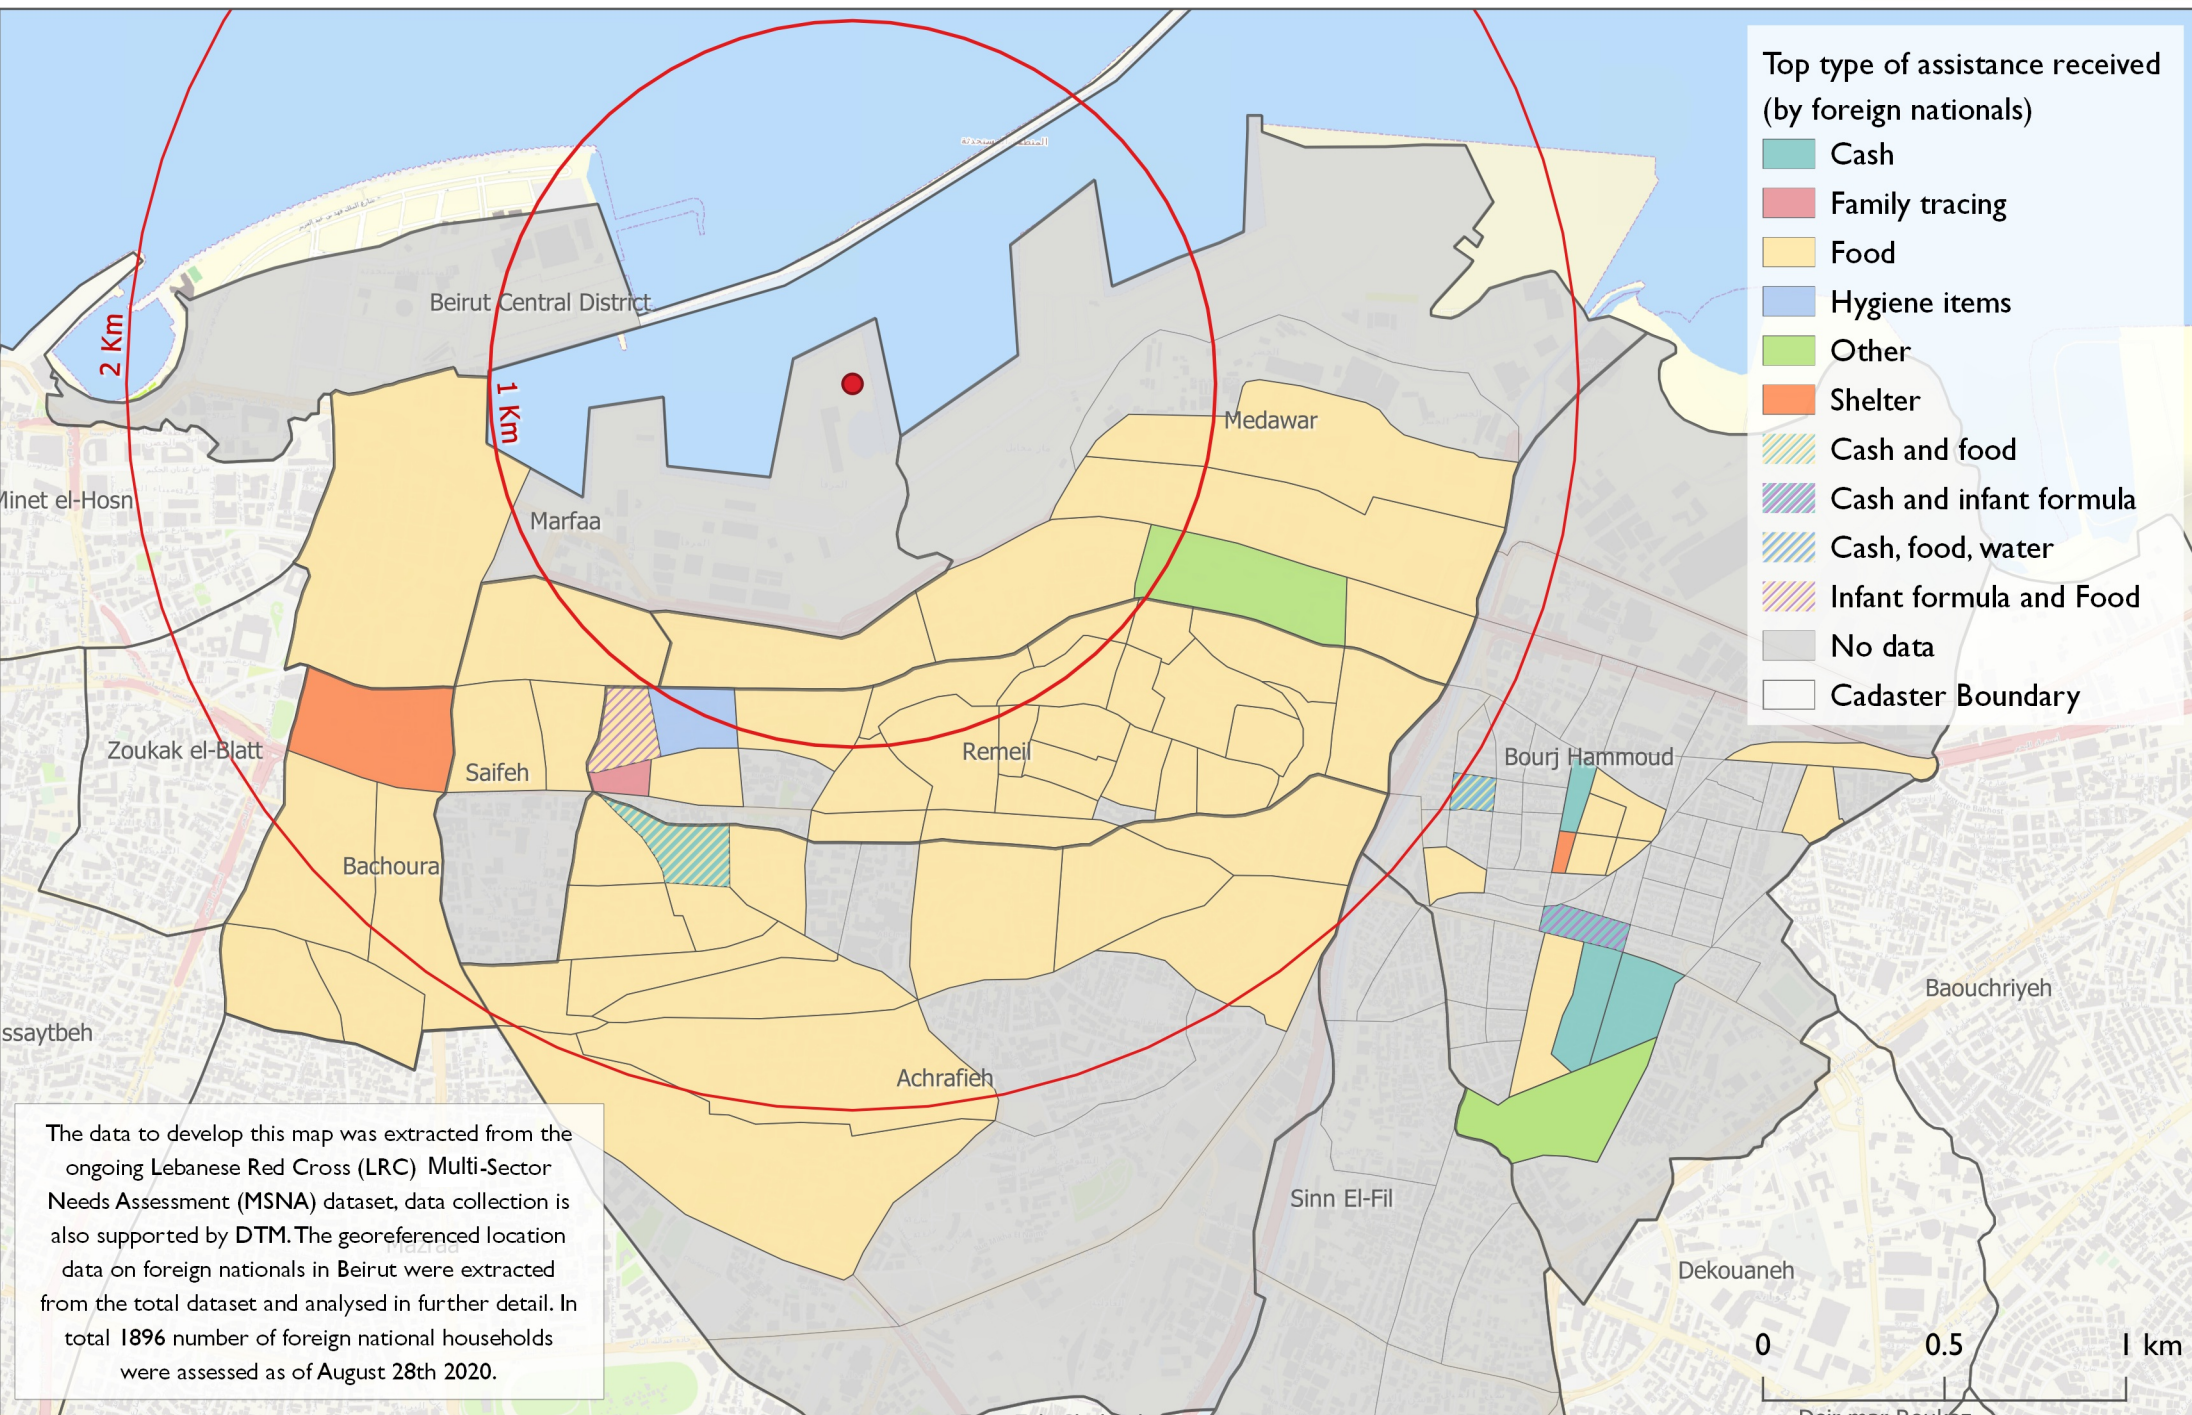 Top type of assistance received
(by foreign nationals)
Cash
Family tracing
Food
Hygiene items
Other
Shelter
Cash and food
Cash and infant formula
Cash, food, water
Infant formula and Food
No data
Cadaster Boundary
Beirut Central District
2 Km
1 Km
Medawar
Minet el-Hosn
Marfaa
Zoukak el-Blatt
Saifeh
Remeil
Bourj Hammoud
Bachoura
Baouchriyeh
ssaytbeh
Achrafieh
Sinn El-Fil
Dekouaneh
Mazraa
The data to develop this map was extracted from the
ongoing Lebanese Red Cross (LRC) Multi-Sector
Needs Assessment (MSNA) dataset, data collection is
also supported by DTM. The georeferenced location
data on foreign nationals in Beirut were extracted
from the total dataset and analysed in further detail. In
total 1896 number of foreign national households
were assessed as of August 28th 2020.
0 0.5 1 km